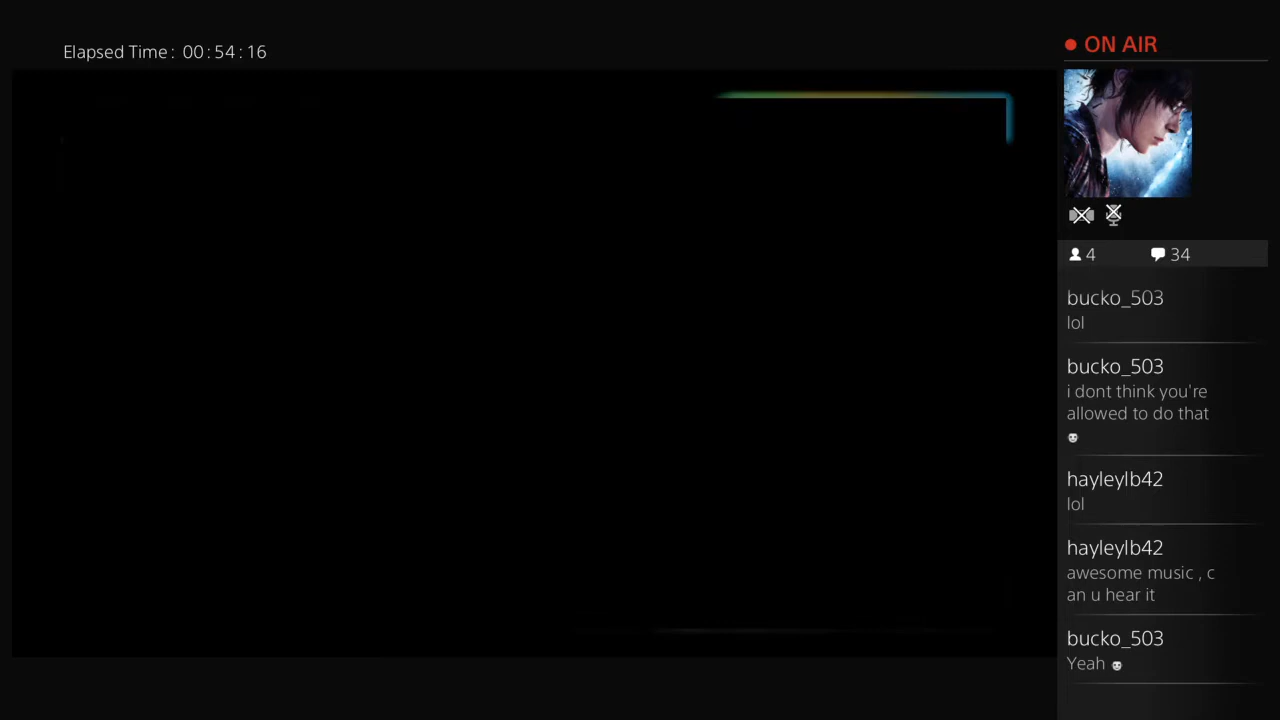 Elapsed Time: 00:54:16
ON AIR
4 34
bucko_503
lol
bucko_503
i dont think you're
allowed to do that
hayleylb42
lol
hayleylb42
awesome music , c
an u hear it
bucko_503
Yeah